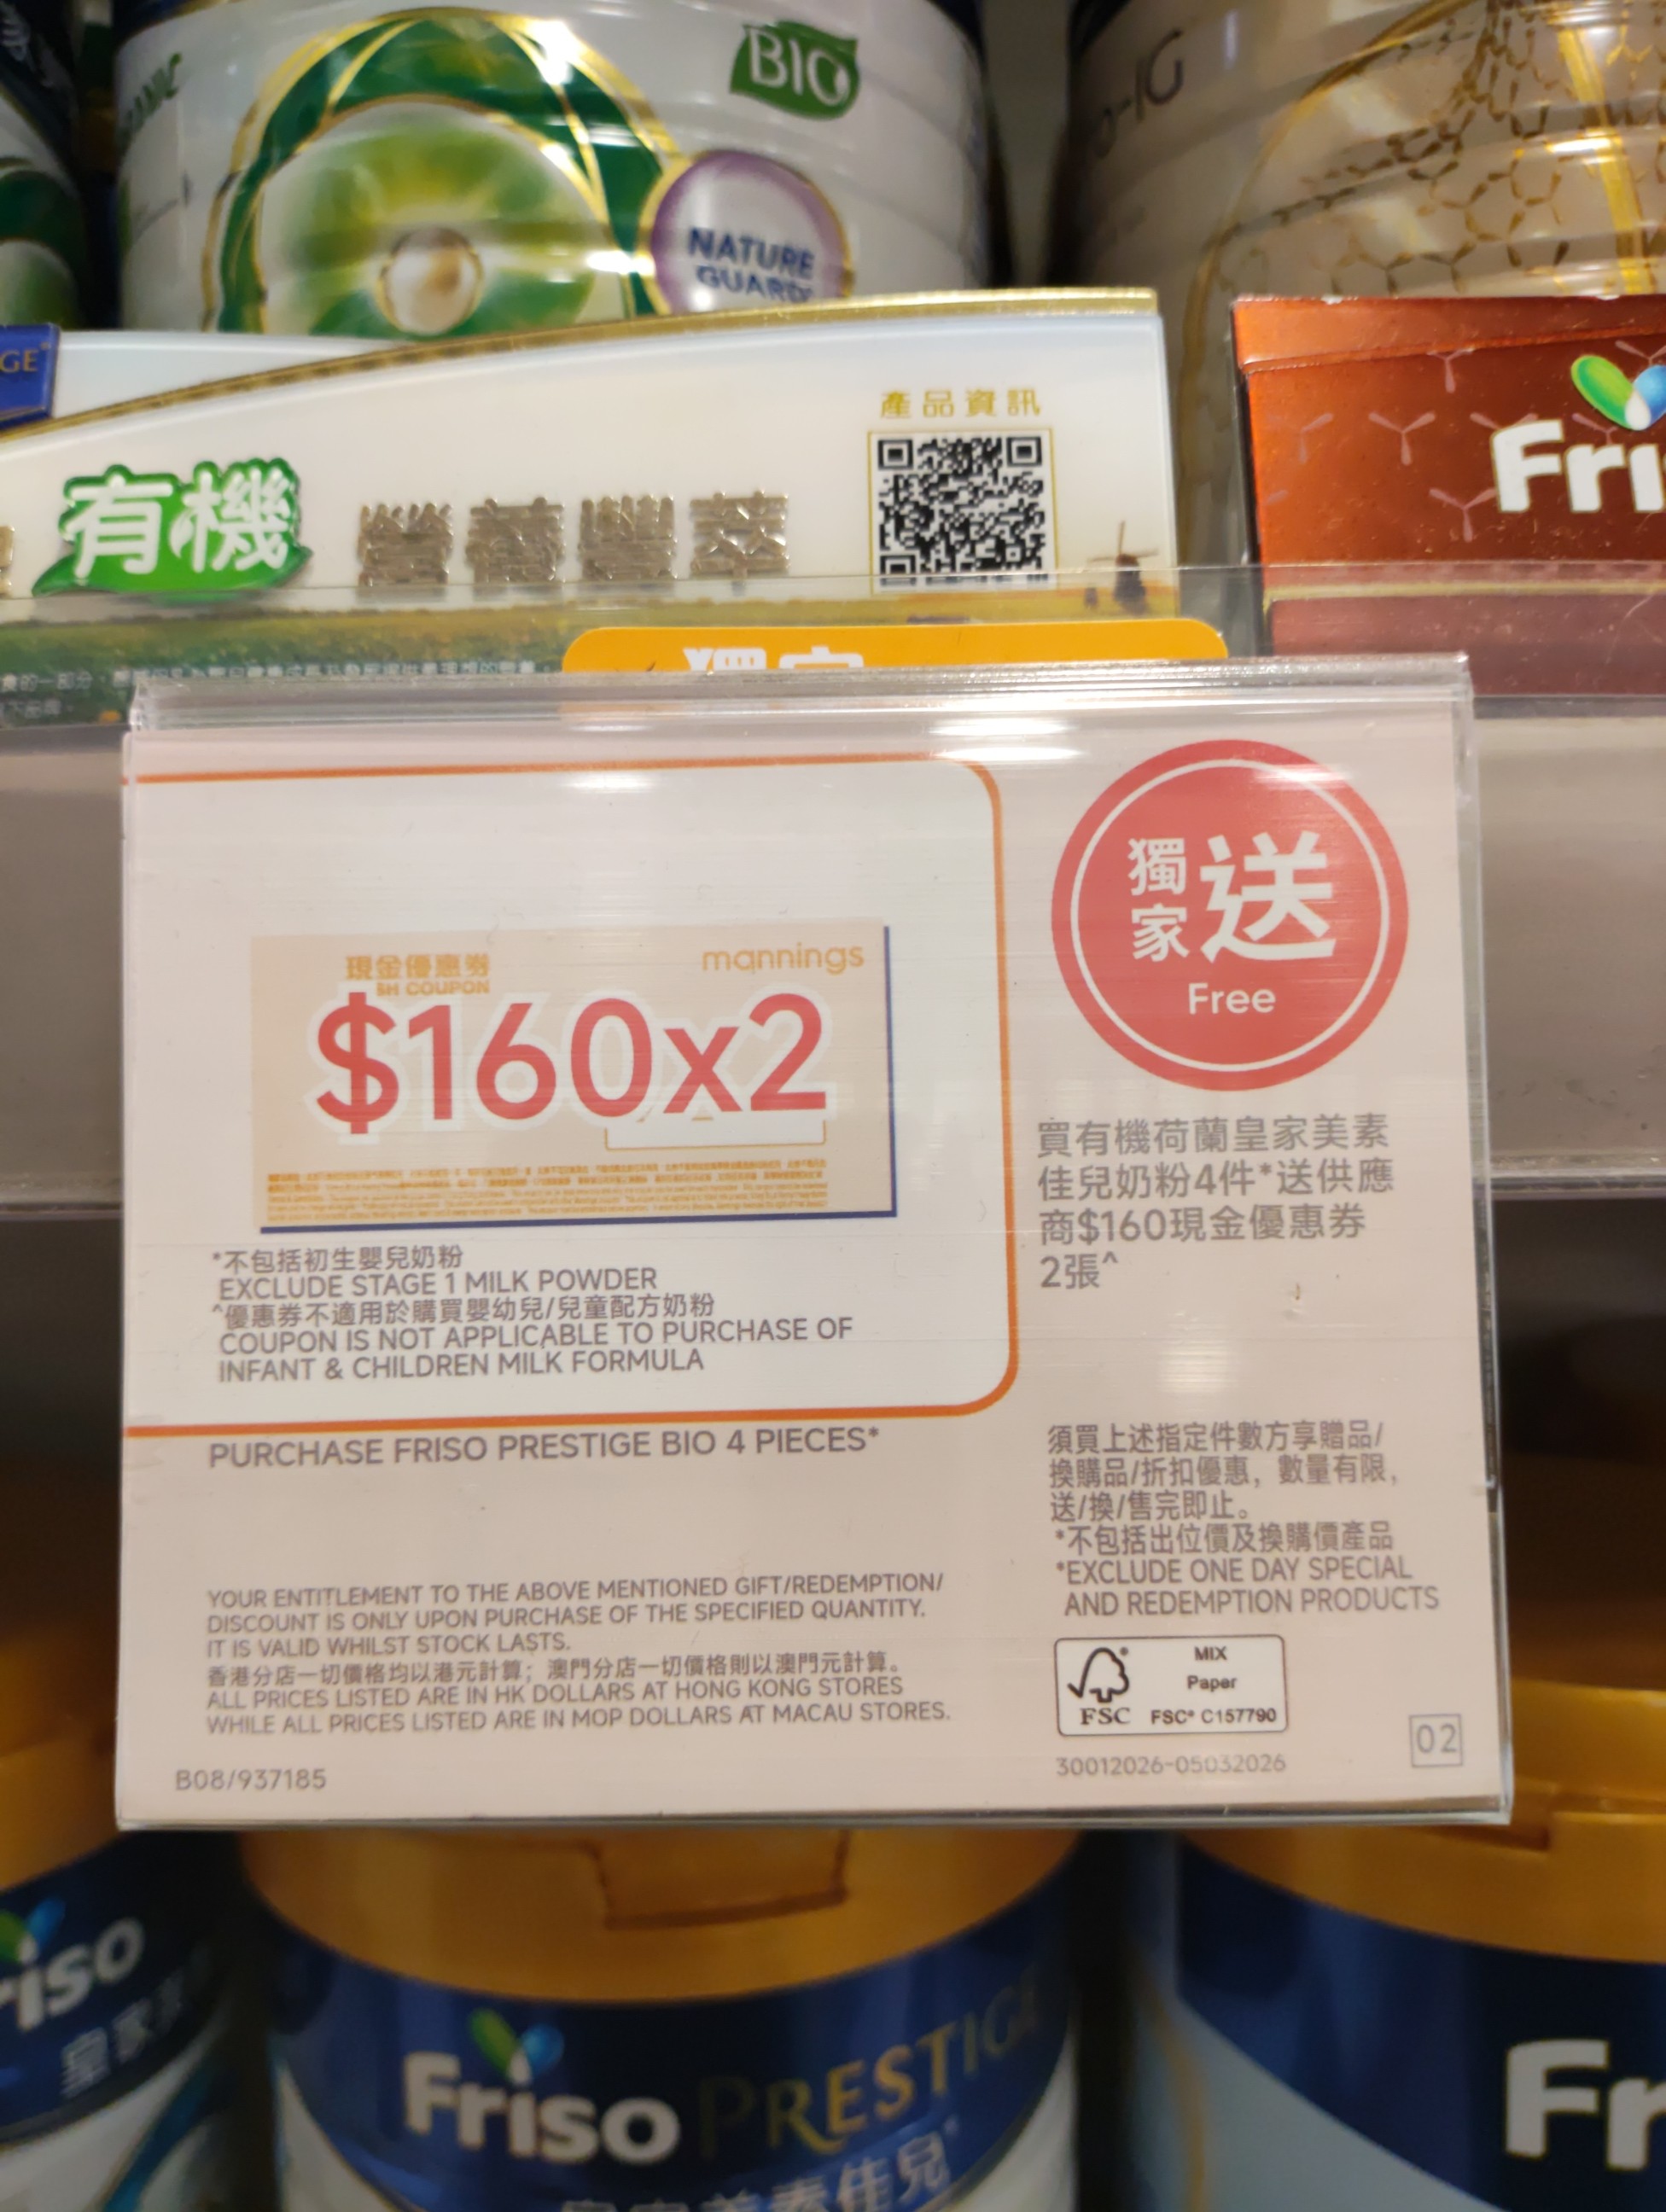 BIO
NATURE
GUARD
產品資訊
有機 營養豐萃
Friso
mannings
現金優惠券
SH COUPON
$160x2
獨家送
Free
*不包括初生嬰兒奶粉
EXCLUDE STAGE 1 MILK POWDER
^優惠券不適用於購買嬰幼兒/兒童配方奶粉
COUPON IS NOT APPLICABLE TO PURCHASE OF
INFANT & CHILDREN MILK FORMULA
買有機荷蘭皇家美素
佳兒奶粉4件*送供應
商$160現金優惠券
2張^
PURCHASE FRISO PRESTIGE BIO 4 PIECES*
須買上述指定件數方享贈品/
換購品/折扣優惠，數量有限，
送/換/售完即止。
*不包括出位價及換購價產品
*EXCLUDE ONE DAY SPECIAL
AND REDEMPTION PRODUCTS
YOUR ENTITLEMENT TO THE ABOVE MENTIONED GIFT/REDEMPTION/
DISCOUNT IS ONLY UPON PURCHASE OF THE SPECIFIED QUANTITY.
IT IS VALID WHILST STOCK LASTS.
香港分店一切價格均以港元計算；澳門分店一切價格則以澳門元計算。
ALL PRICES LISTED ARE IN HK DOLLARS AT HONG KONG STORES
WHILE ALL PRICES LISTED ARE IN MOP DOLLARS AT MACAU STORES.
MIX
Paper
FSC
FSC® C157790
B08/937185
30012026-05032026
02
Friso PRESTIGE